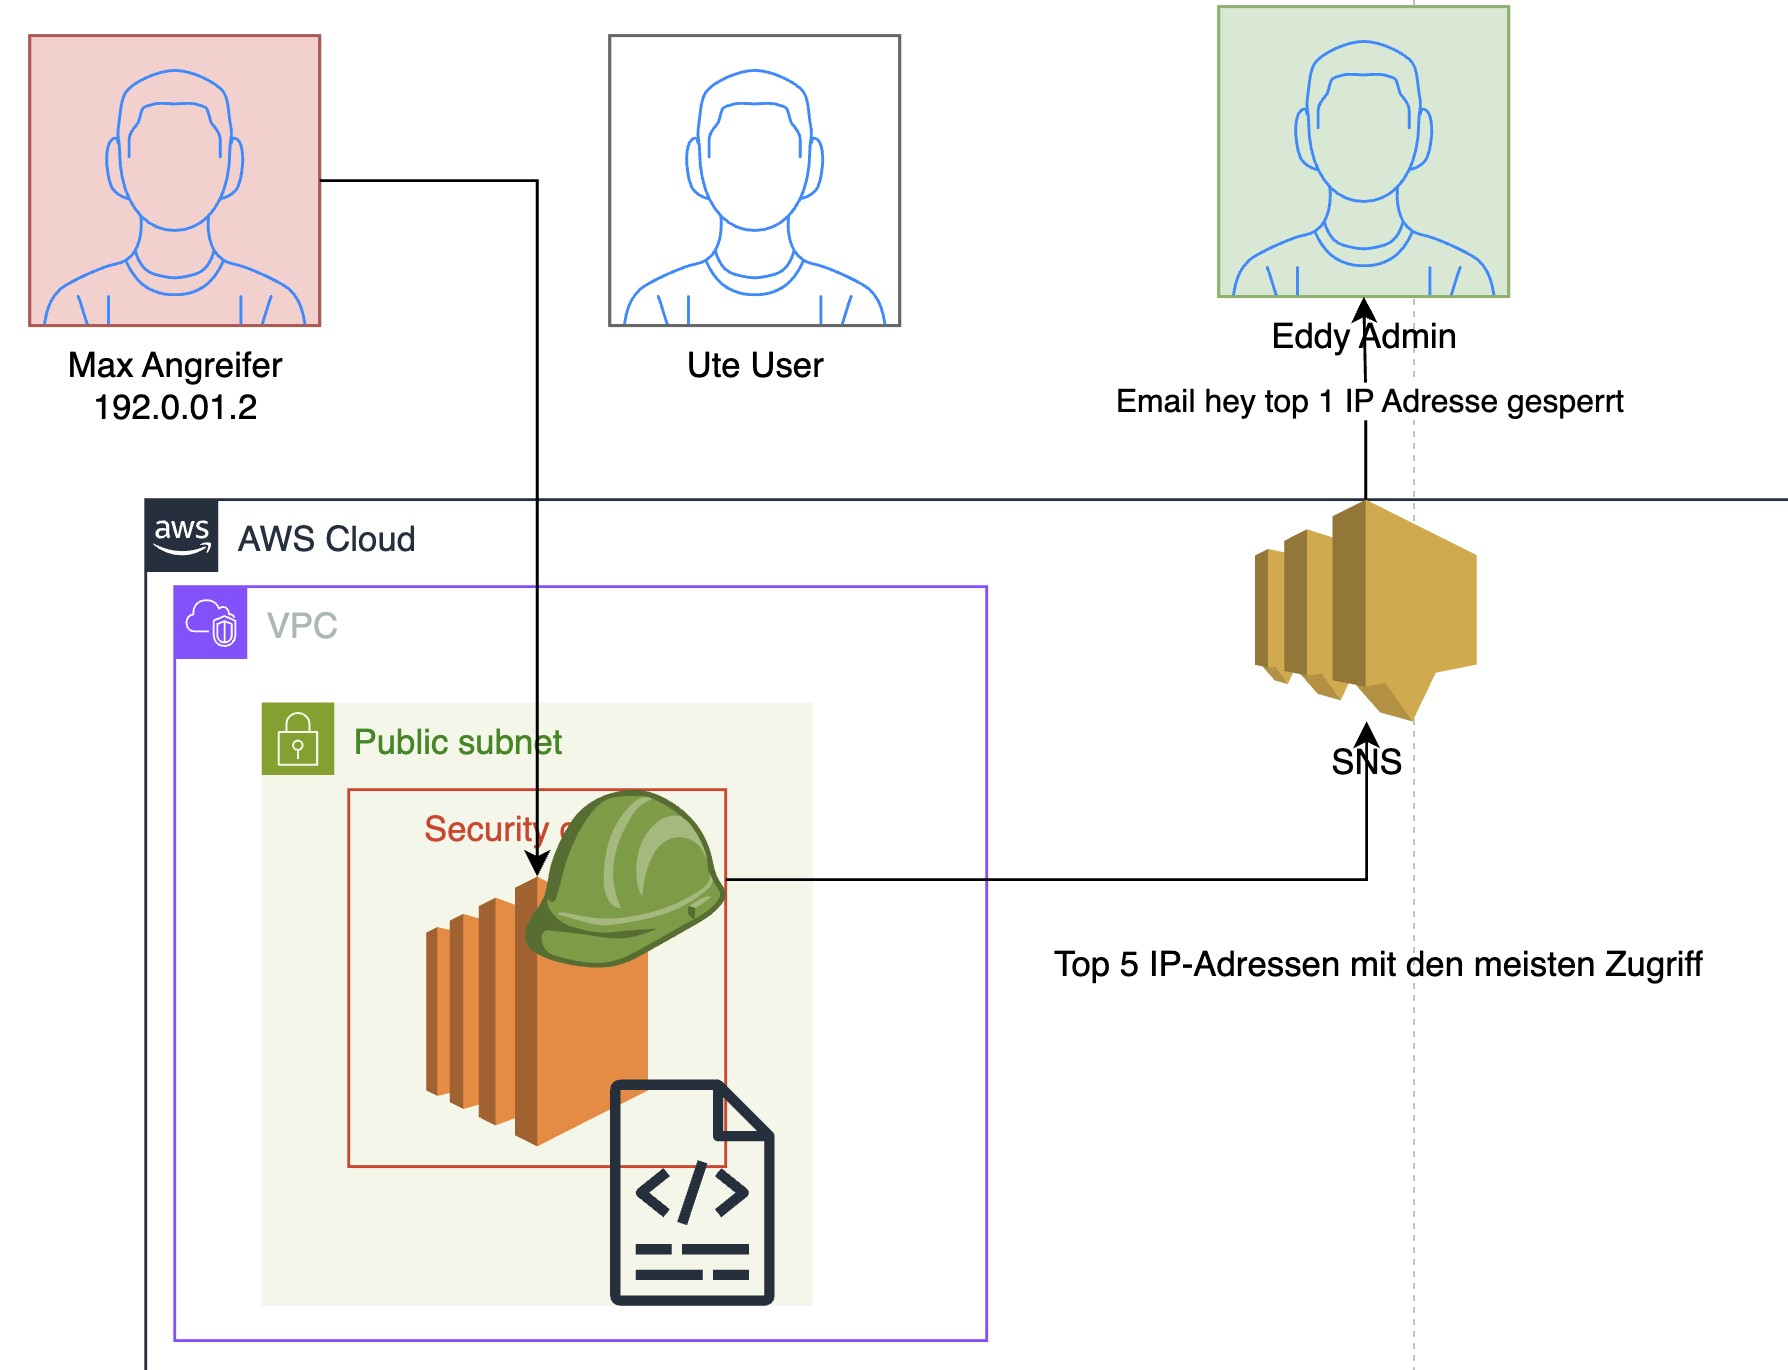 Max Angreifer
192.0.01.2
Ute User
Eddy Admin
Email hey top 1 IP Adresse gesperrt
aws
AWS Cloud
VPC
Public subnet
Security
SNS
Top 5 IP-Adressen mit den meisten Zugriff